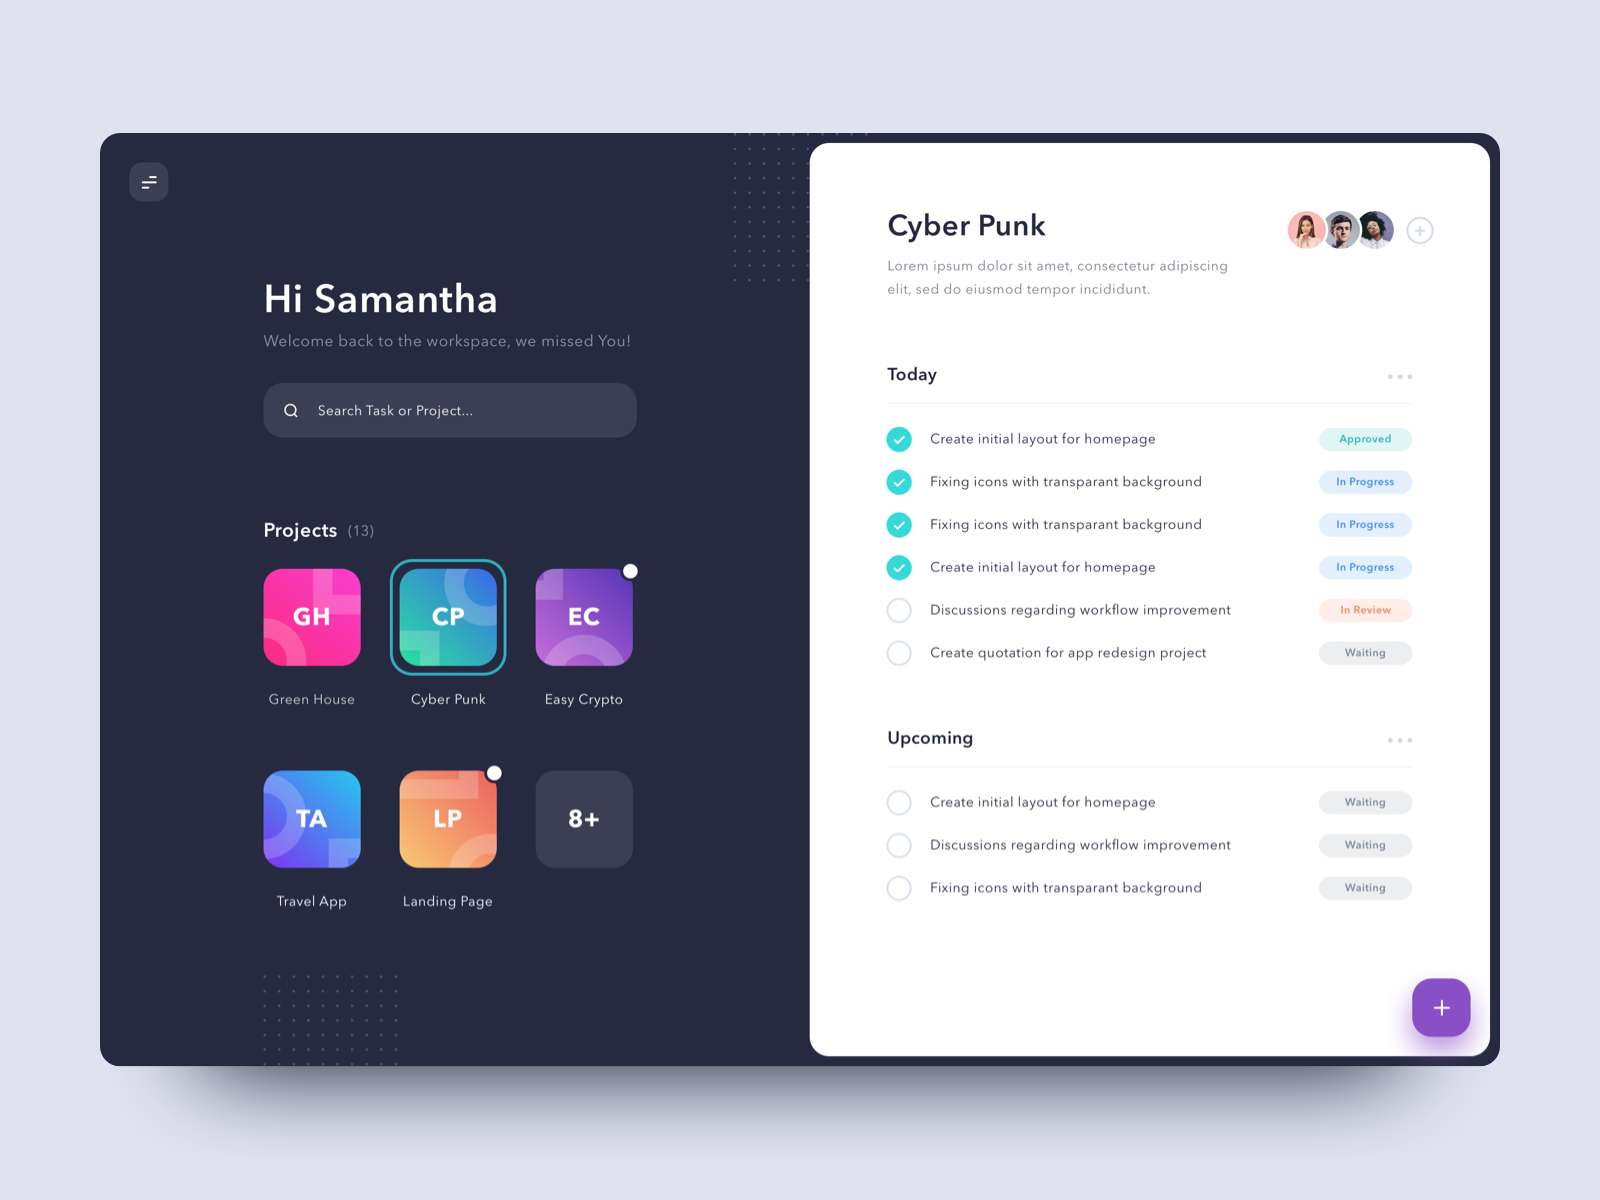 Hi Samantha
Welcome back to the workspace, we missed You!
Search Task or Project...
Projects (13)
GH
CP
EC
Green House
Cyber Punk
Easy Crypto
TA
LP
8+
Travel App
Landing Page
Cyber Punk
Lorem ipsum dolor sit amet, consectetur adipiscing
elit, sed do eiusmod tempor incididunt.
Today
Create initial layout for homepage Approved
Fixing icons with transparant background In Progress
Fixing icons with transparant background In Progress
Create initial layout for homepage In Progress
Discussions regarding workflow improvement In Review
Create quotation for app redesign project Waiting
Upcoming
Create initial layout for homepage Waiting
Discussions regarding workflow improvement Waiting
Fixing icons with transparant background Waiting